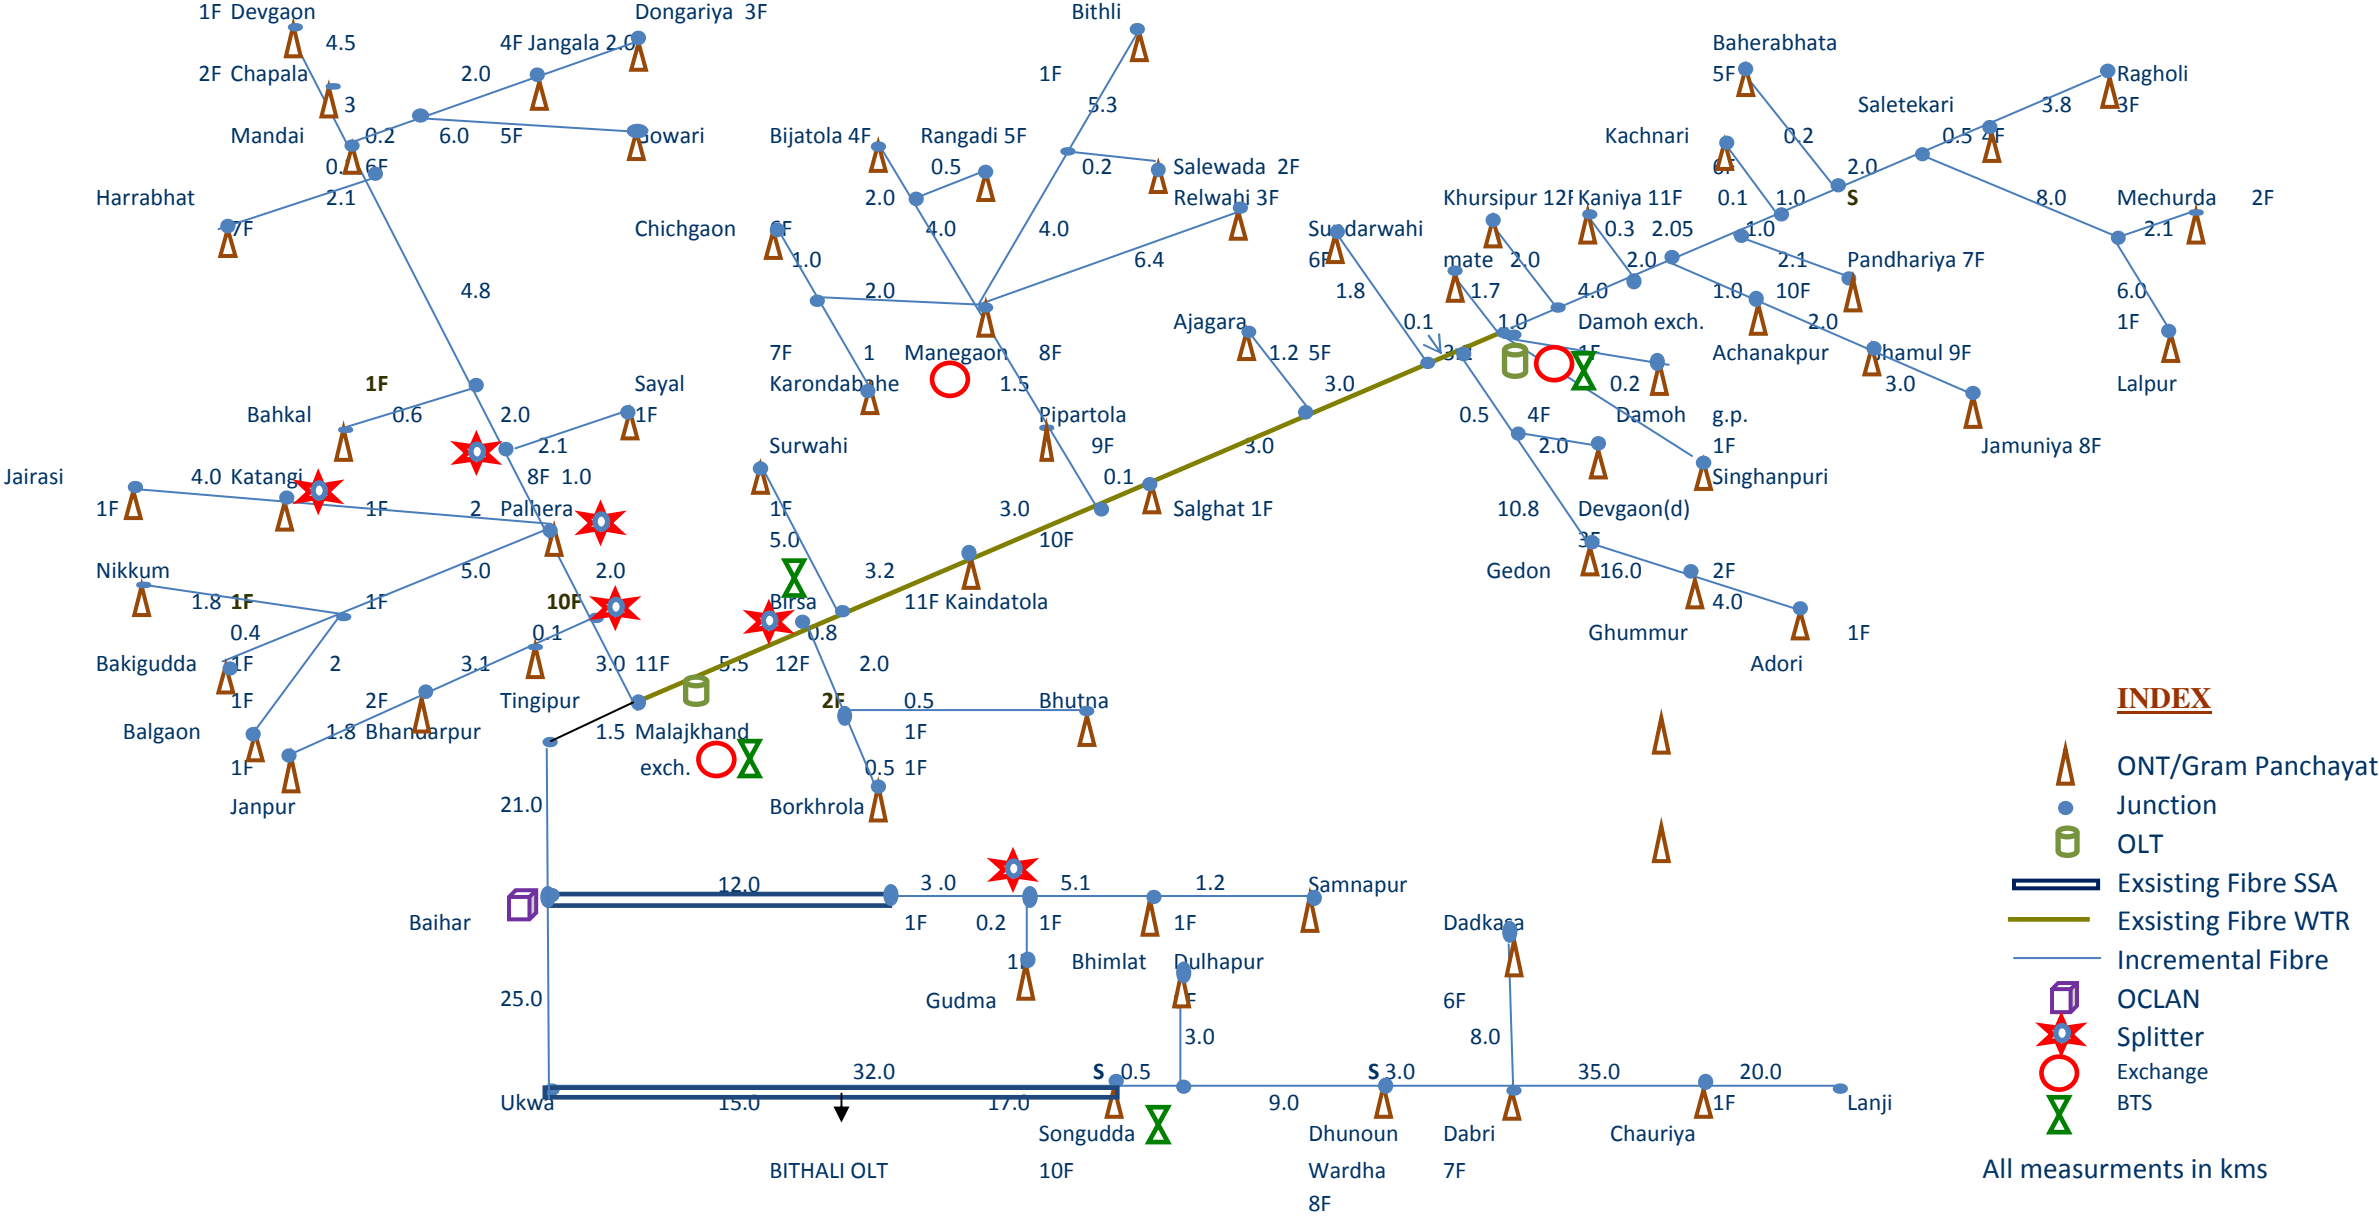 1F Devgaon
Dongariya 3F
Bithli
4.5
4F Jangala 2.0
Baherabhata
2F Chapala
2.0
1F
5F
Ragholi
3
5.3
Saletekari
3.8
3F
Mandai
0.2
6.0
5F
Gowari
Bijatola 4F
Rangadi 5F
Kachnari
0.2
0.5 4F
6F
0.5
0.2
Salewada 2F
6F
2.0
Harrabhat
2.1
2.0
Relwahi 3F
Khursipur 12F
Kaniya 11F
0.1
1.0
S
8.0
Mechurda
2F
7F
Chichgaon
6F
4.0
4.0
Sundarwahi
0.3
2.05
1.0
2.1
1.0
6.4
6F
mate
2.0
2.0
2.1
Pandhariya 7F
4.8
2.0
1.8
1.7
4.0
1.0
10F
6.0
Ajagara
0.1
1.0
Damoh exch.
2.0
1F
7F
1
Manegaon
8F
1.2 5F
1F
Achanakpur
9F
1F
Sayal
Karondabahe
1.5
3.0
0.2
3.0
Lalpur
Bahkal
0.6
2.0
1F
Pipartola
0.5
4F
Damoh
g.p.
2.1
Surwahi
9F
3.0
2.0
1F
Jamuniya 8F
Jairasi
4.0
Katangi
8F
1.0
0.1
Singhanpuri
1F
1F
2
Palhera
1F
3.0
Salghat 1F
10.8
Devgaon(d)
5.0
10F
Nikkum
5.0
2.0
3.2
Gedon
16.0
2F
1.8
1F
1F
10F
Birsa
11F Kaindatola
4.0
0.4
0.1
0.8
Ghummur
1F
Bakigudda
1F
2
3.1
3.0
11F
5.5
12F
2.0
Adori
1F
2F
Tingipur
2F
0.5
Bhutna
INDEX
Balgaon
1.8
Bhandarpur
1.5
Malajkhand
1F
1F
exch.
0.5
1F
ONT/Gram Panchayat
Janpur
21.0
Borkhrola
Junction
OLT
12.0
3 .0
5.1
1.2
Samnapur
Exsisting Fibre SSA
Baihar
1F
0.2
1F
1F
Dadkasa
Exsisting Fibre WTR
Bhimlat
Dulhapur
Incremental Fibre
25.0
Gudma
6F
OCLAN
3.0
8.0
Splitter
32.0
S
0.5
S
3.0
35.0
20.0
Exchange
Ukwa
15.0
17.0
9.0
1F
Lanji
BTS
Songudda
Dhunoun
Dabri
Chauriya
BITHALI OLT
10F
Wardha
7F
All measurments in kms
8F